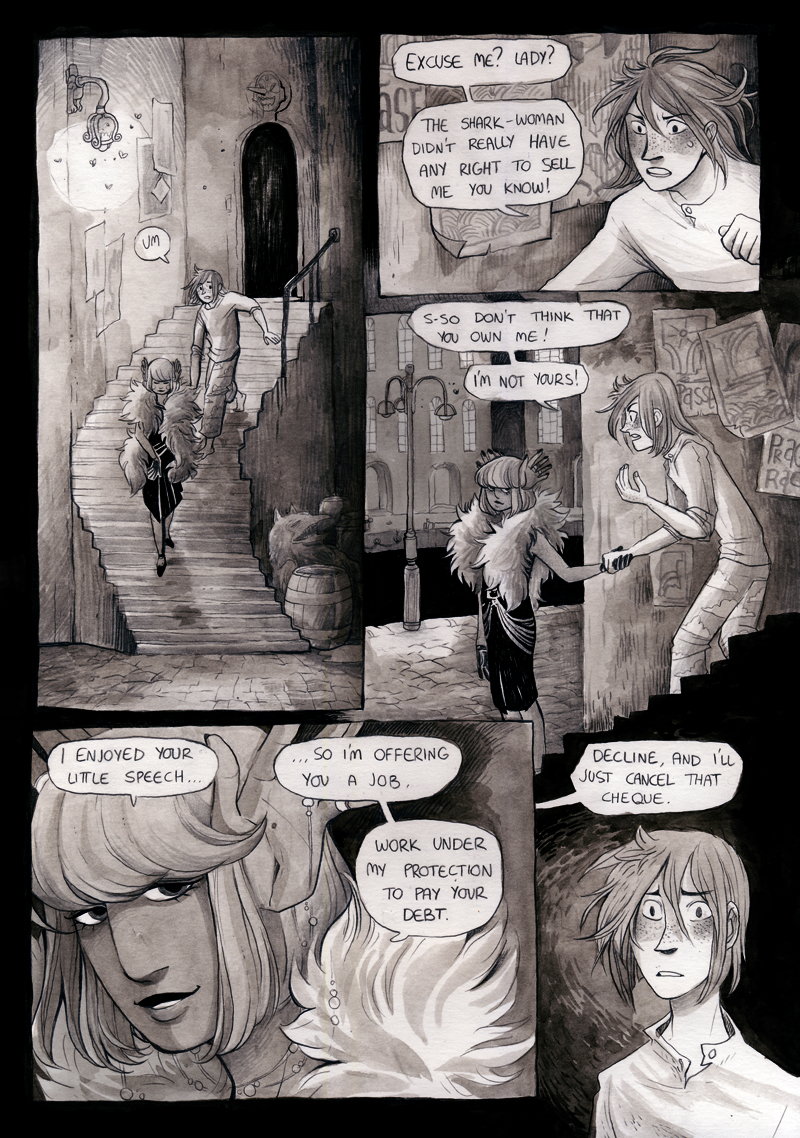 UM
EXCUSE ME? LADY?
THE SHARK-WOMAN
DIDN'T REALLY HAVE
ANY RIGHT TO SELL
ME YOU KNOW!
S-SO DON'T THINK THAT
YOU OWN ME!
I'M NOT YOURS!
I ENJOYED YOUR
LITTLE SPEECH...
...SO I'M OFFERING
YOU A JOB.
WORK UNDER
MY PROTECTION
TO PAY YOUR
DEBT.
DECLINE, AND I'LL
JUST CANCEL THAT
CHEQUE.